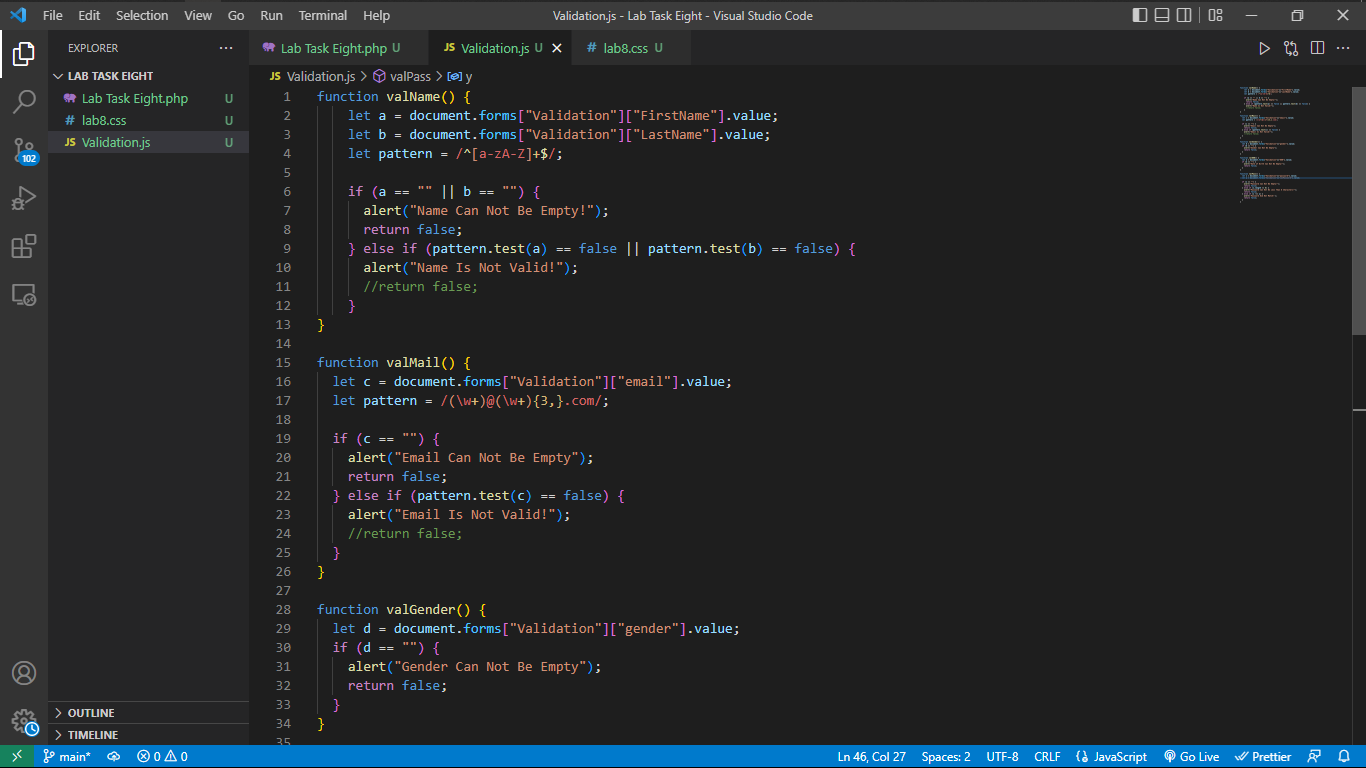 File Edit Selection View Go Run Terminal Help Validation.js - Lab Task Eight - Visual Studio Code
EXPLORER
LAB TASK EIGHT
Lab Task Eight.php U
lab8.css U
Validation.js U
102
OUTLINE
TIMELINE
Lab Task Eight.php U JS Validation.js U # lab8.css U
JS Validation.js > valPass > y
1 function valName() {
2 let a = document.forms["Validation"]["FirstName"].value;
3 let b = document.forms["Validation"]["LastName"].value;
4 let pattern = /^[a-zA-Z]+$/;
5
6 if (a == "" || b == "") {
7 alert("Name Can Not Be Empty!");
8 return false;
9 } else if (pattern.test(a) == false || pattern.test(b) == false) {
10 alert("Name Is Not Valid!");
11 //return false;
12 }
13 }
14
15 function valMail() {
16 let c = document.forms["Validation"]["email"].value;
17 let pattern = /(\w+)@(\w+){3,}.com/;
18
19 if (c == "") {
20 alert("Email Can Not Be Empty");
21 return false;
22 } else if (pattern.test(c) == false) {
23 alert("Email Is Not Valid!");
24 //return false;
25 }
26 }
27
28 function valGender() {
29 let d = document.forms["Validation"]["gender"].value;
30 if (d == "") {
31 alert("Gender Can Not Be Empty");
32 return false;
33 }
34 }
35
main* 0 0 Ln 46, Col 27 Spaces: 2 UTF-8 CRLF {} JavaScript Go Live Prettier